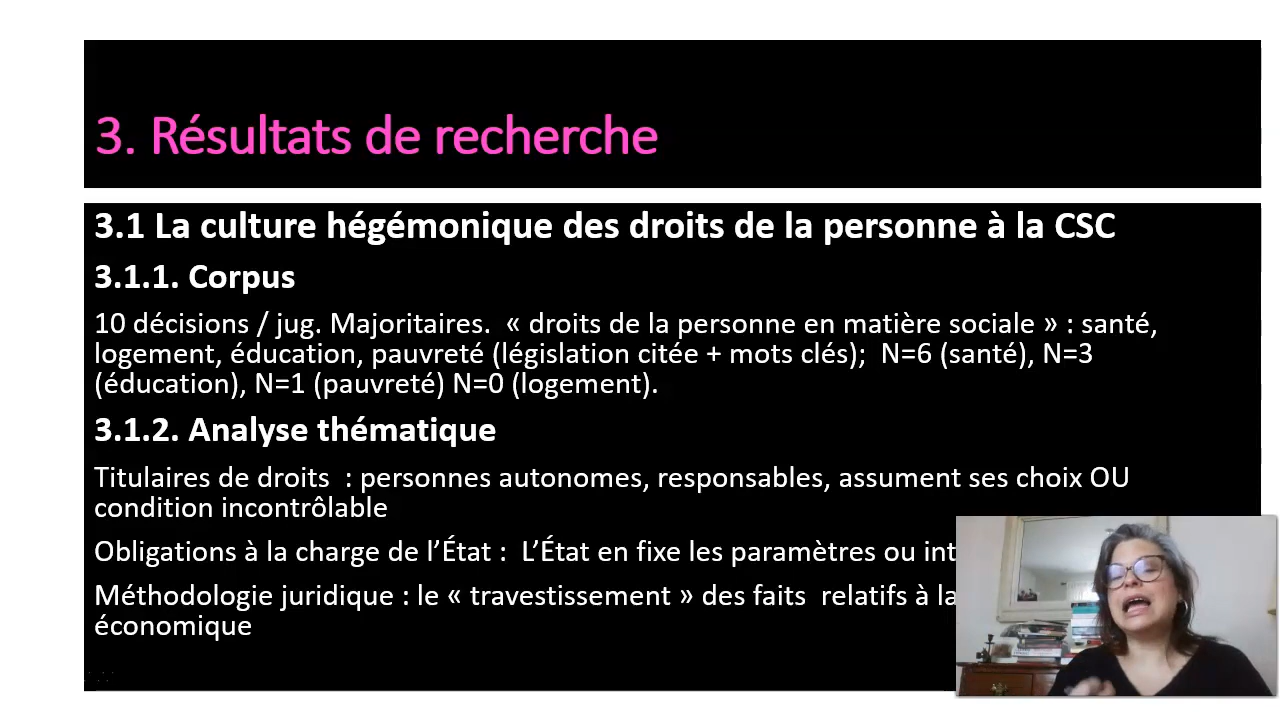 3. Résultats de recherche
3.1 La culture hégémonique des droits de la personne à la CSC
3.1.1. Corpus
10 décisions / jug. Majoritaires. « droits de la personne en matière sociale » : santé,
logement, éducation, pauvreté (législation citée + mots clés); N=6 (santé), N=3
(éducation), N=1 (pauvreté) N=0 (logement).
3.1.2. Analyse thématique
Titulaires de droits : personnes autonomes, responsables, assument ses choix OU
condition incontrôlable
Obligations à la charge de l’État : L’État en fixe les paramètres ou
Méthodologie juridique : le « travestissement » des faits relatifs à la
économique